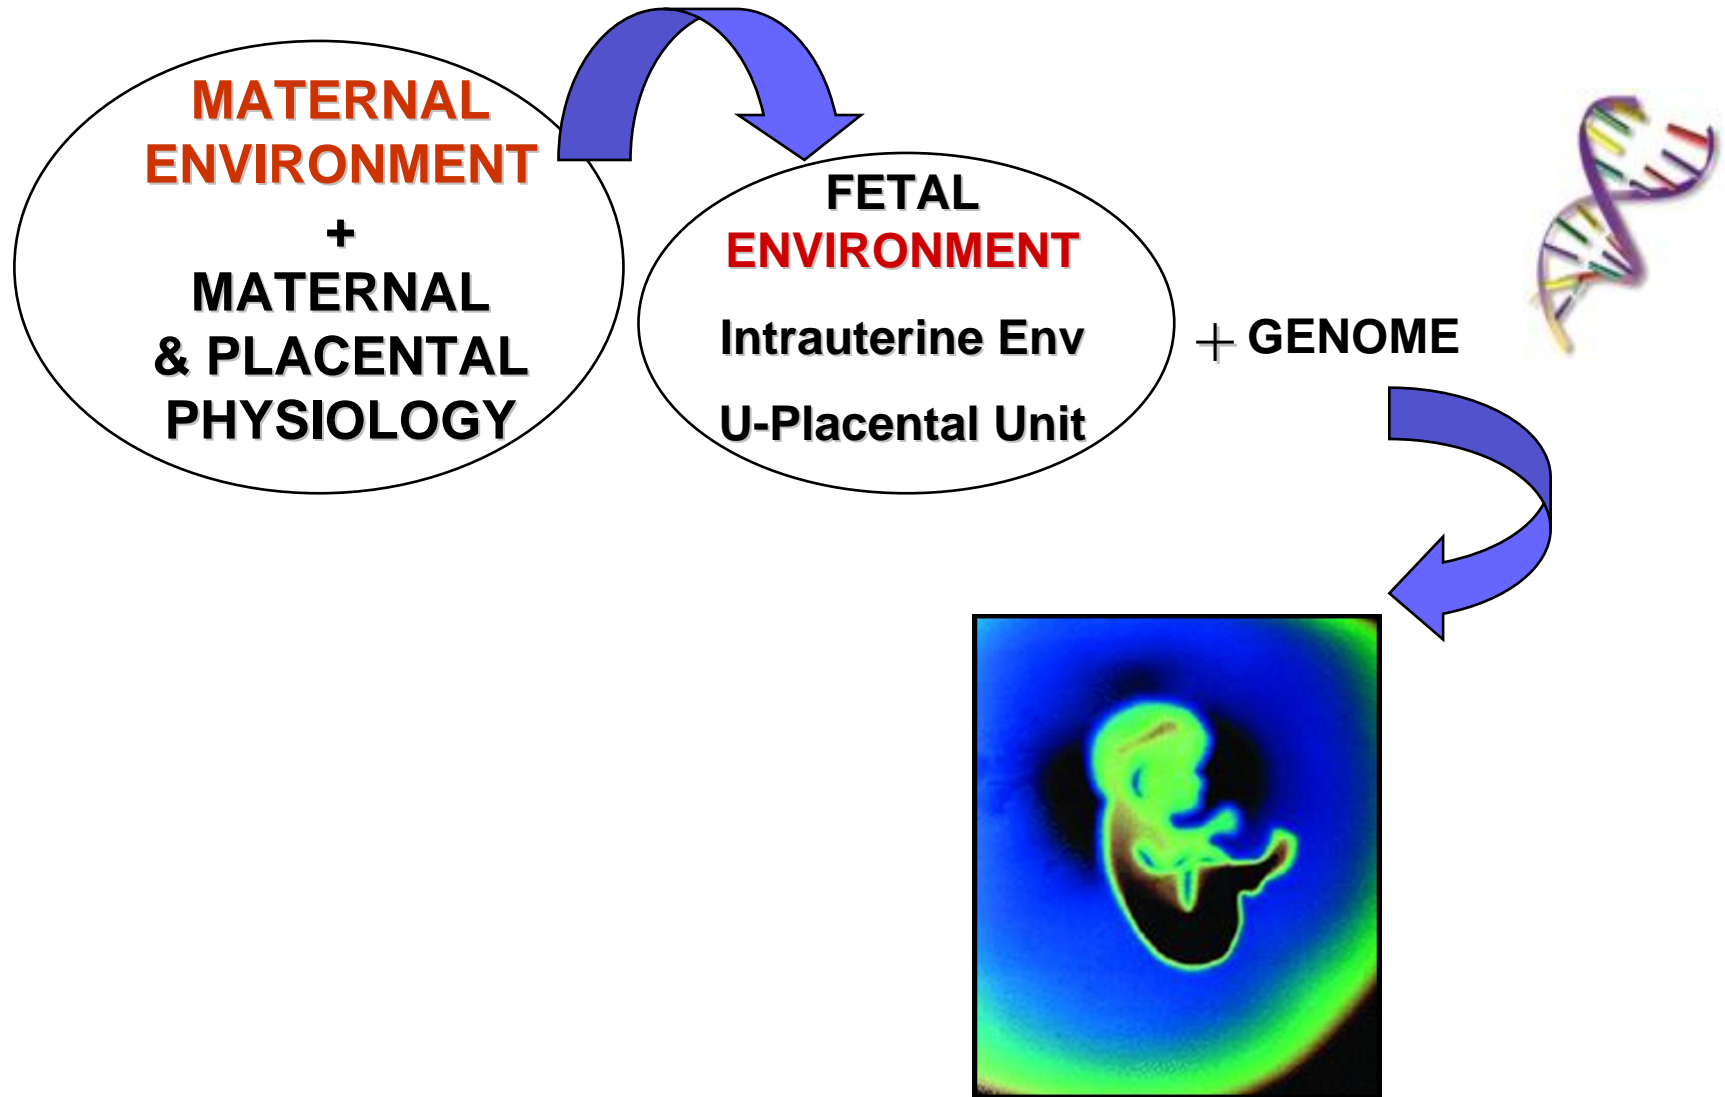 MATERNAL
ENVIRONMENT
+
MATERNAL
& PLACENTAL
PHYSIOLOGY
FETAL
ENVIRONMENT
Intrauterine Env
U-Placental Unit
+ GENOME